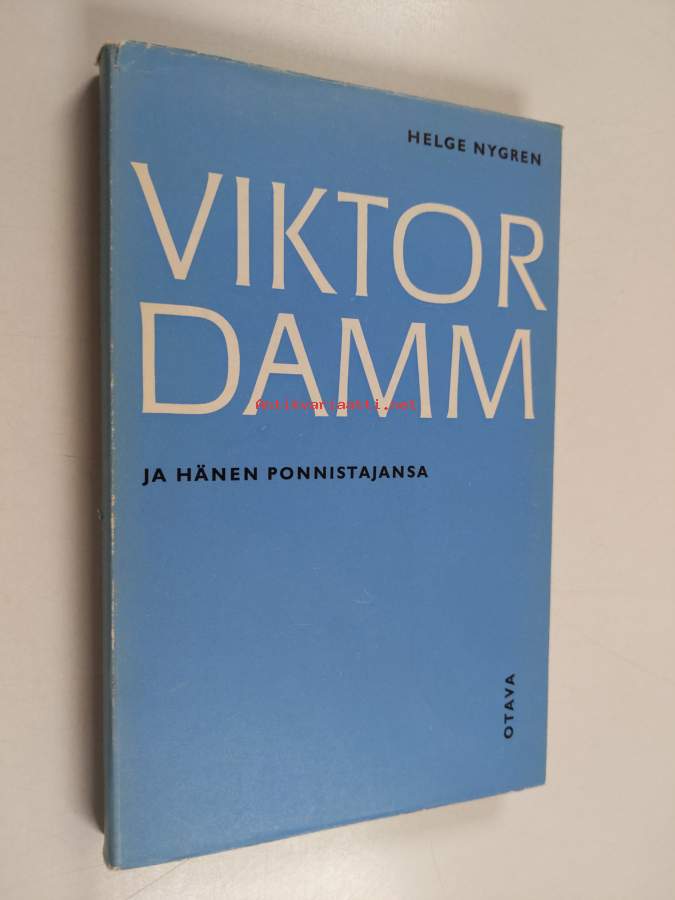 HELGE NYGREN
VIKTOR
DAMM
Antikvariaatti.net
JA HÄNEN PONNISTAJANSA
OTAVA